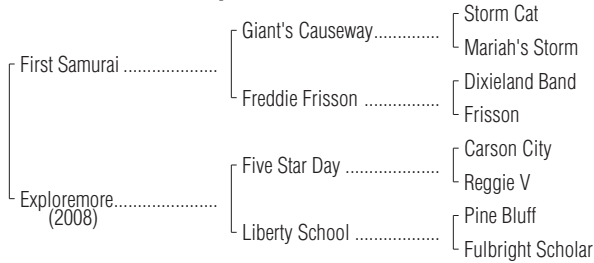 Storm Cat
Giant's Causeway..............
Mariah's Storm
First Samurai ....................
Dixieland Band
Freddie Frisson ................
Frisson
Carson City
Five Star Day ....................
Reggie V
Exploremore......................
(2008)
Pine Bluff
Liberty School ..................
Fulbright Scholar